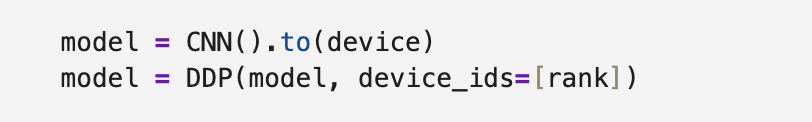 model = CNN().to(device)
model = DDP(model, device_ids=[rank])